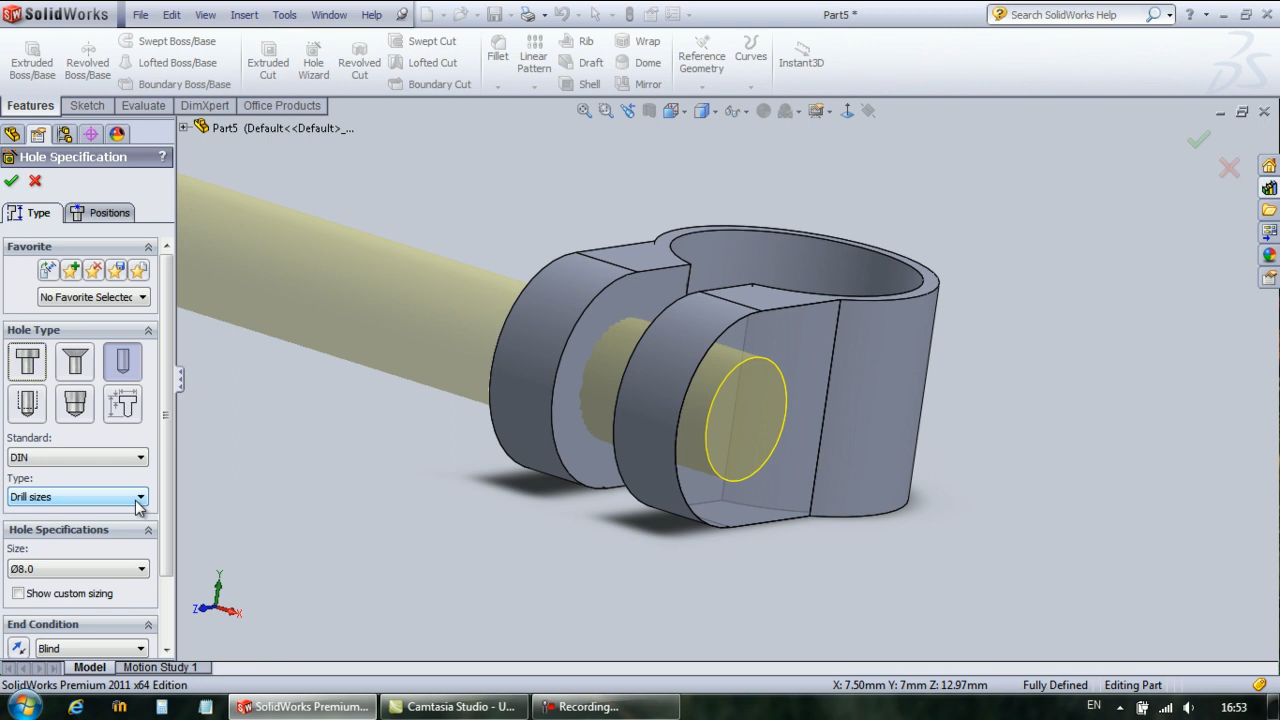 SolidWorks File Edit View Insert Tools Window Help Part5 * Search SolidWorks Help
Extruded Boss/Base
Revolved Boss/Base
Swept Boss/Base
Lofted Boss/Base
Boundary Boss/Base
Extruded Cut
Hole Wizard
Revolved Cut
Swept Cut
Lofted Cut
Boundary Cut
Fillet
Linear Pattern
Rib
Draft
Shell
Wrap
Dome
Mirror
Reference Geometry
Curves
Instant3D
Features Sketch Evaluate DimXpert Office Products
Part5 (Default<<Default>_...
Hole Specification ?
Type Positions
Favorite
No Favorite Selectec
Hole Type
Standard:
DIN
Type:
Drill sizes
Hole Specifications
Size:
Ø8.0
Show custom sizing
End Condition
Blind
Y
Z
X
Model Motion Study 1
SolidWorks Premium 2011 x64 Edition X: 7.50mm Y: 7mm Z: 12.97mm Fully Defined Editing Part
SolidWorks Premium... Camtasia Studio - U... Recording... EN 16:53